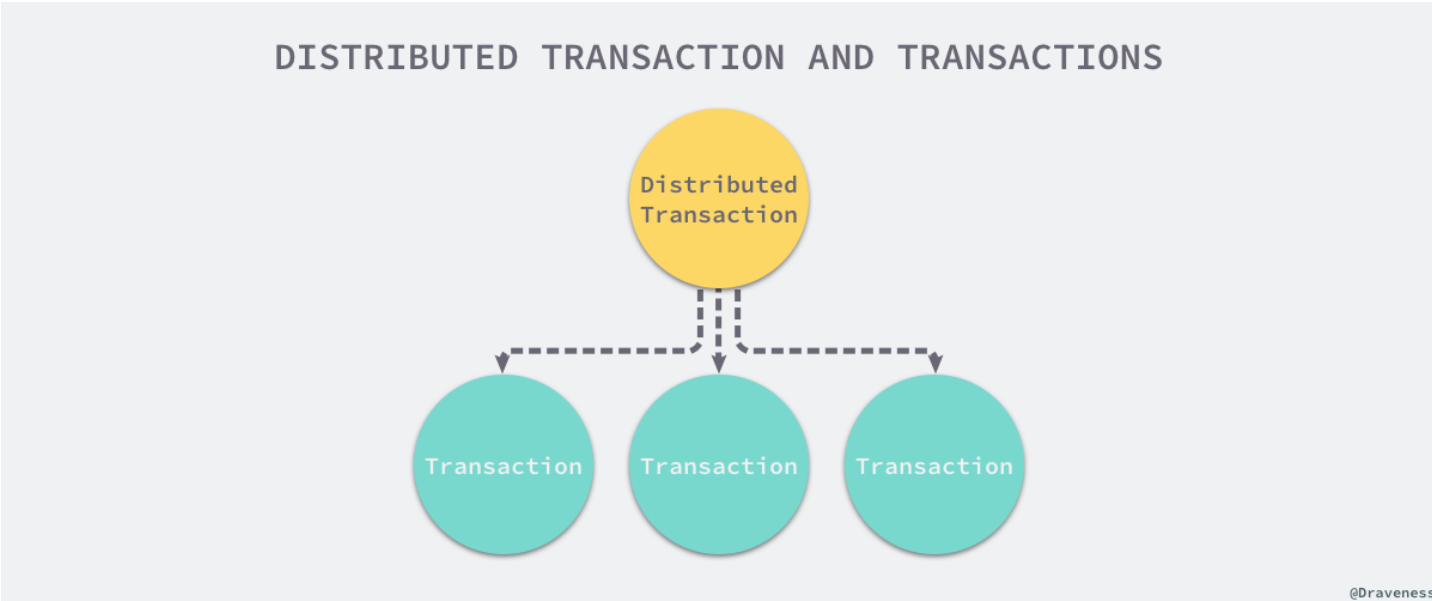 DISTRIBUTED TRANSACTION AND TRANSACTIONS
Distributed
Transaction
Transaction
Transaction
Transaction
@Draveness